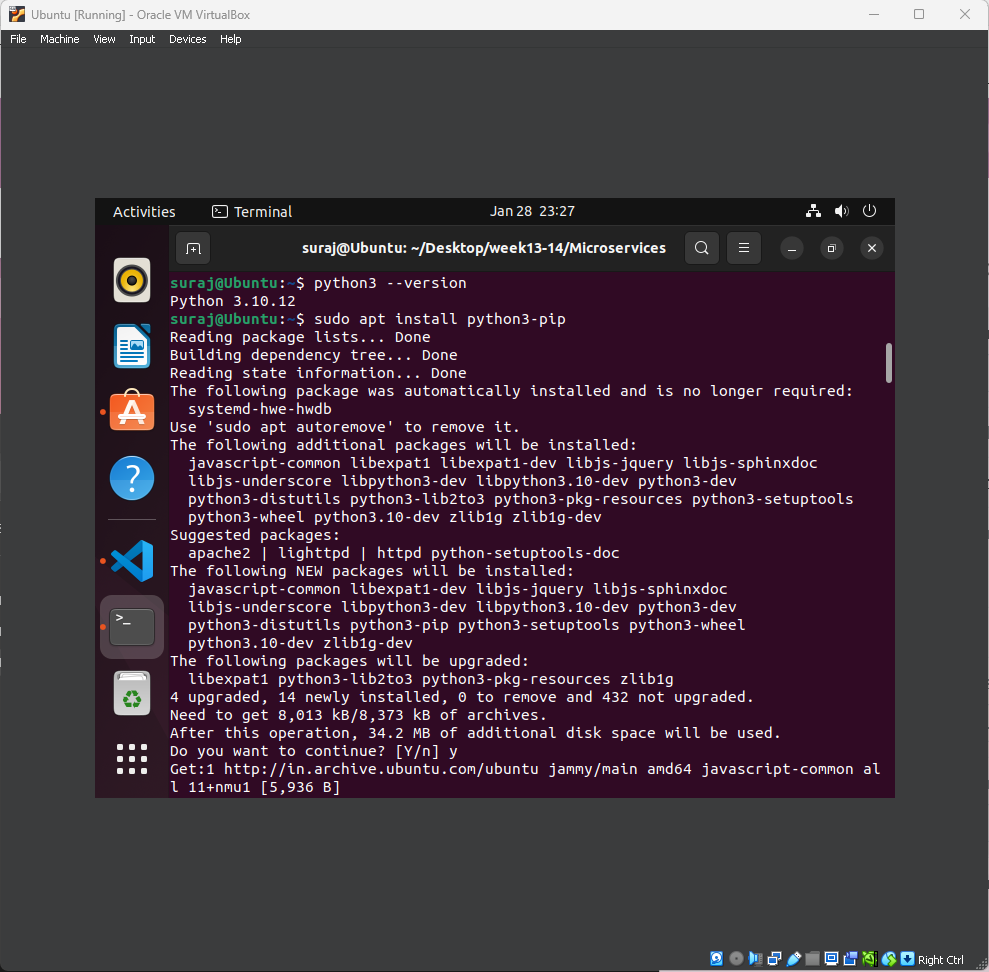 Ubuntu [Running] - Oracle VM VirtualBox
File Machine View Input Devices Help
Activities Terminal Jan 28 23:27
suraj@Ubuntu: ~/Desktop/week13-14/Microservices
suraj@Ubuntu:~$ python3 --version
Python 3.10.12
suraj@Ubuntu:~$ sudo apt install python3-pip
Reading package lists... Done
Building dependency tree... Done
Reading state information... Done
The following package was automatically installed and is no longer required:
  systemd-hwe-hwdb
Use 'sudo apt autoremove' to remove it.
The following additional packages will be installed:
  javascript-common libexpat1 libexpat1-dev libjs-jquery libjs-sphinxdoc
  libjs-underscore libpython3-dev libpython3.10-dev python3-dev
  python3-distutils python3-lib2to3 python3-pkg-resources python3-setuptools
  python3-wheel python3.10-dev zlib1g zlib1g-dev
Suggested packages:
  apache2 | lighttpd | httpd python-setuptools-doc
The following NEW packages will be installed:
  javascript-common libexpat1-dev libjs-jquery libjs-sphinxdoc
  libjs-underscore libpython3-dev libpython3.10-dev python3-dev
  python3-distutils python3-pip python3-setuptools python3-wheel
  python3.10-dev zlib1g-dev
The following packages will be upgraded:
  libexpat1 python3-lib2to3 python3-pkg-resources zlib1g
4 upgraded, 14 newly installed, 0 to remove and 432 not upgraded.
Need to get 8,013 kB/8,373 kB of archives.
After this operation, 34.2 MB of additional disk space will be used.
Do you want to continue? [Y/n] y
Get:1 http://in.archive.ubuntu.com/ubuntu jammy/main amd64 javascript-common al
l 11+nmu1 [5,936 B]
Right Ctrl